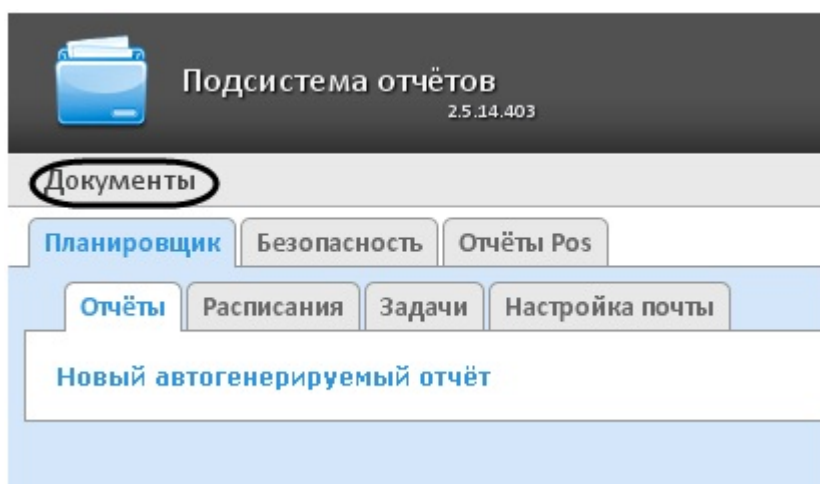 Подсистема отчётов
2.5.14.403
Документы
Планировщик Безопасность Отчёты Pos
Отчёты Расписания Задачи Настройка почты
Новый автогенерируемый отчёт